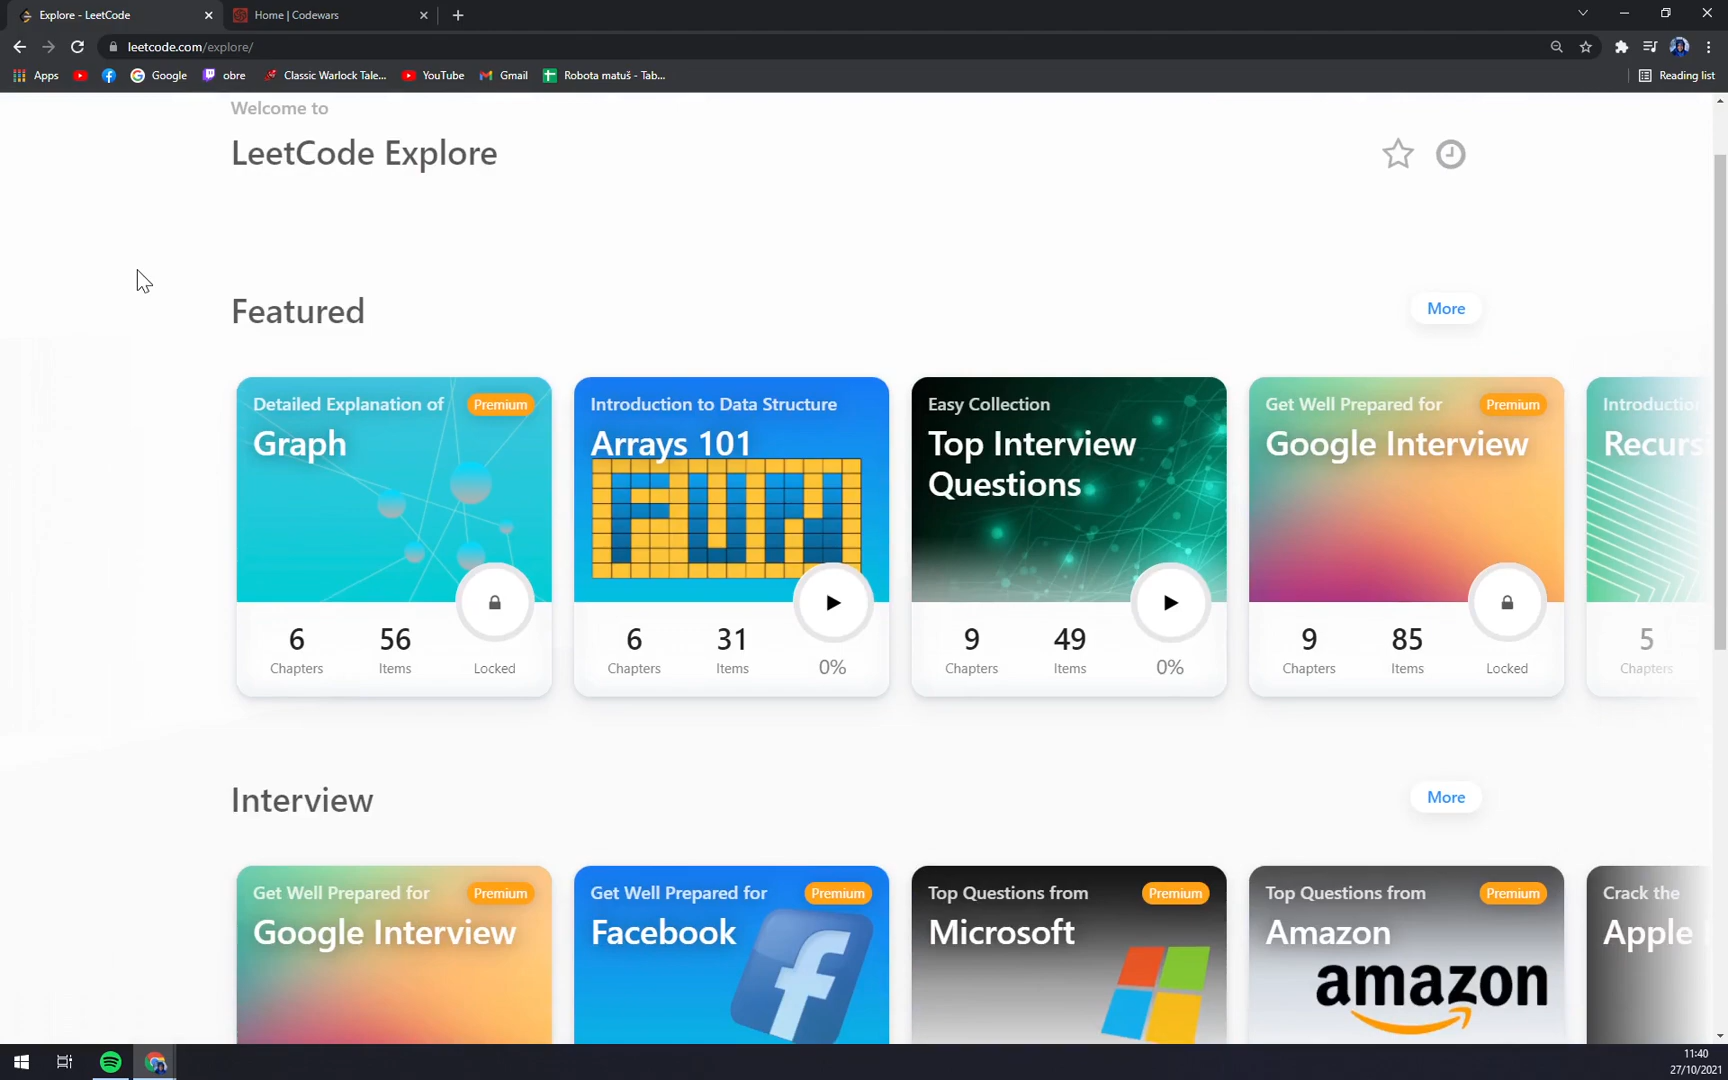 Explore - LeetCode
Home | Codewars
leetcode.com/explore/
Apps
Google
obre
Classic Warlock Tale...
YouTube
Gmail
Robota matuš - Tab...
Reading list
Welcome to
LeetCode Explore
Featured
More
Detailed Explanation of
Premium
Graph
6
56
Chapters
Items
Locked
Introduction to Data Structure
Arrays 101
FUN
6
31
Chapters
Items
0%
Easy Collection
Top Interview
Questions
9
49
Chapters
Items
0%
Get Well Prepared for
Premium
Google Interview
9
85
Chapters
Items
Locked
Introduction
Recurs
5
Chapters
Interview
More
Get Well Prepared for
Premium
Google Interview
Get Well Prepared for
Premium
Facebook
Top Questions from
Premium
Microsoft
Top Questions from
Premium
Amazon
amazon
Crack the
Apple
11:40
27/10/2021